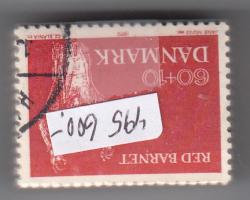 RED BARNET
495 600.-
60+10
DANMARK